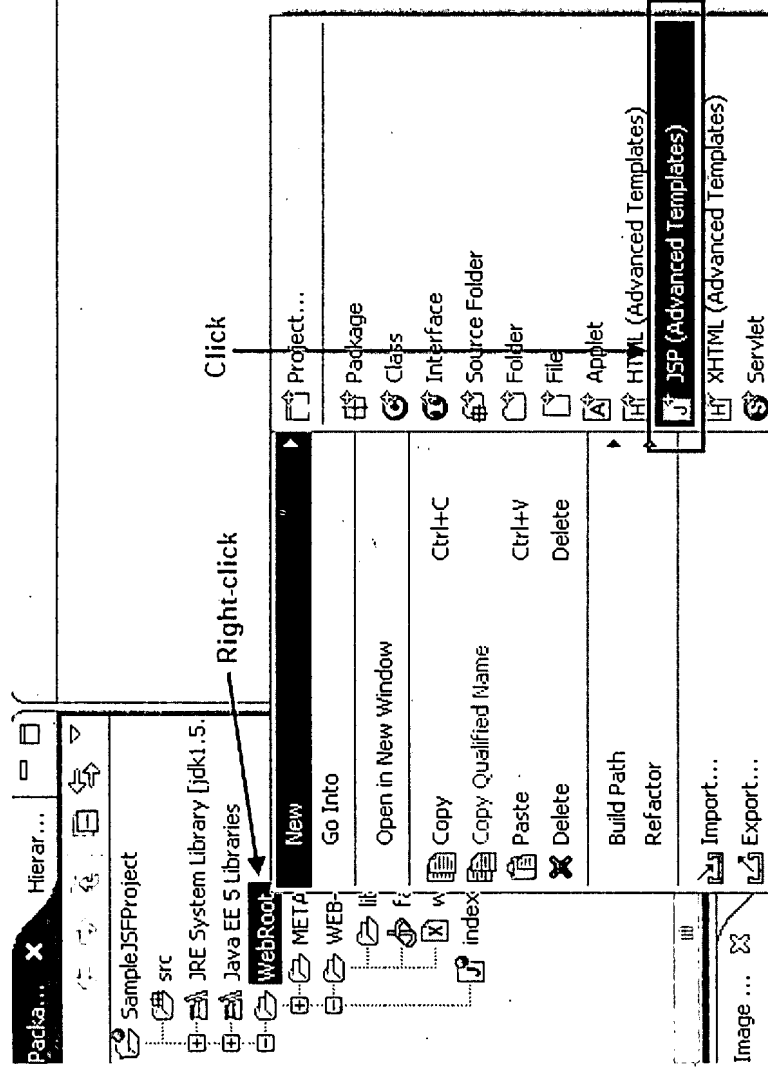 Packa...
Hierar...
SampleJSFProject
src
JRE System Library [jdk1.5.
Java EE 5 Libraries
WebRoot
META
WEB-
lib
fa
w
index
Image ...
Right-click
Click
New
Go Into
Open in New Window
Copy Ctrl+C
Copy Qualified Name
Paste Ctrl+V
Delete Delete
Build Path
Refactor
Import...
Export...
Project...
Package
Class
Interface
Source Folder
Folder
File
Applet
HTML (Advanced Templates)
JSP (Advanced Templates)
XHTML (Advanced Templates)
Servlet